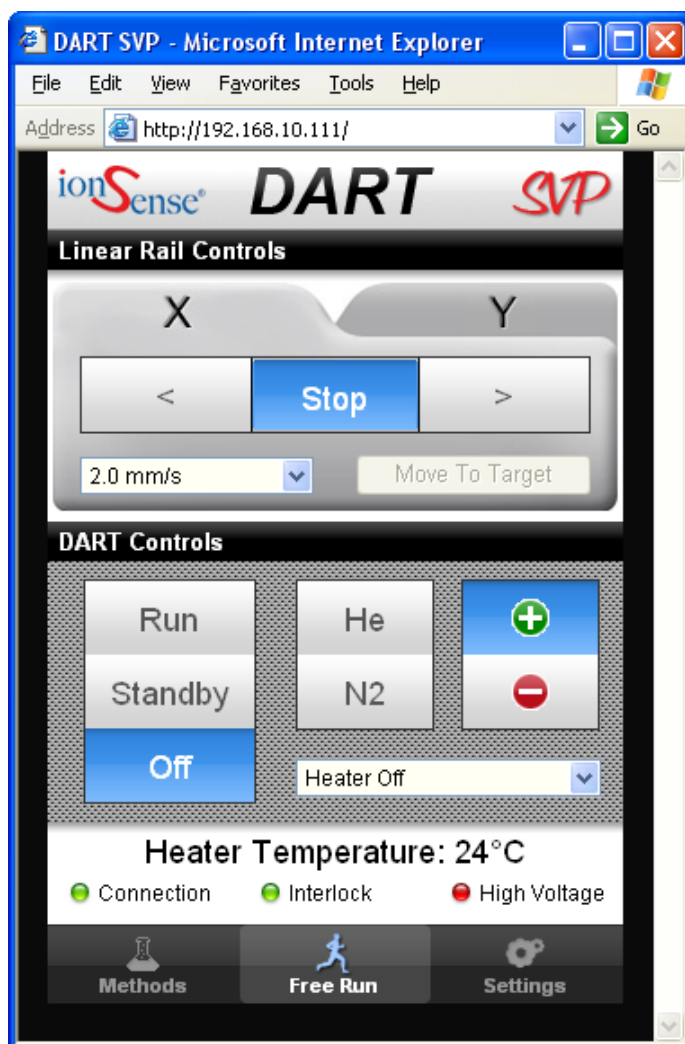 DART SVP - Microsoft Internet Explorer
File Edit View Favorites Tools Help
Address http://192.168.10.111/ Go
ionSense® DART SVP
Linear Rail Controls
X Y
< Stop >
2.0 mm/s Move To Target
DART Controls
Run He
Standby N2
Off Heater Off
Heater Temperature: 24°C
Connection Interlock High Voltage
Methods Free Run Settings